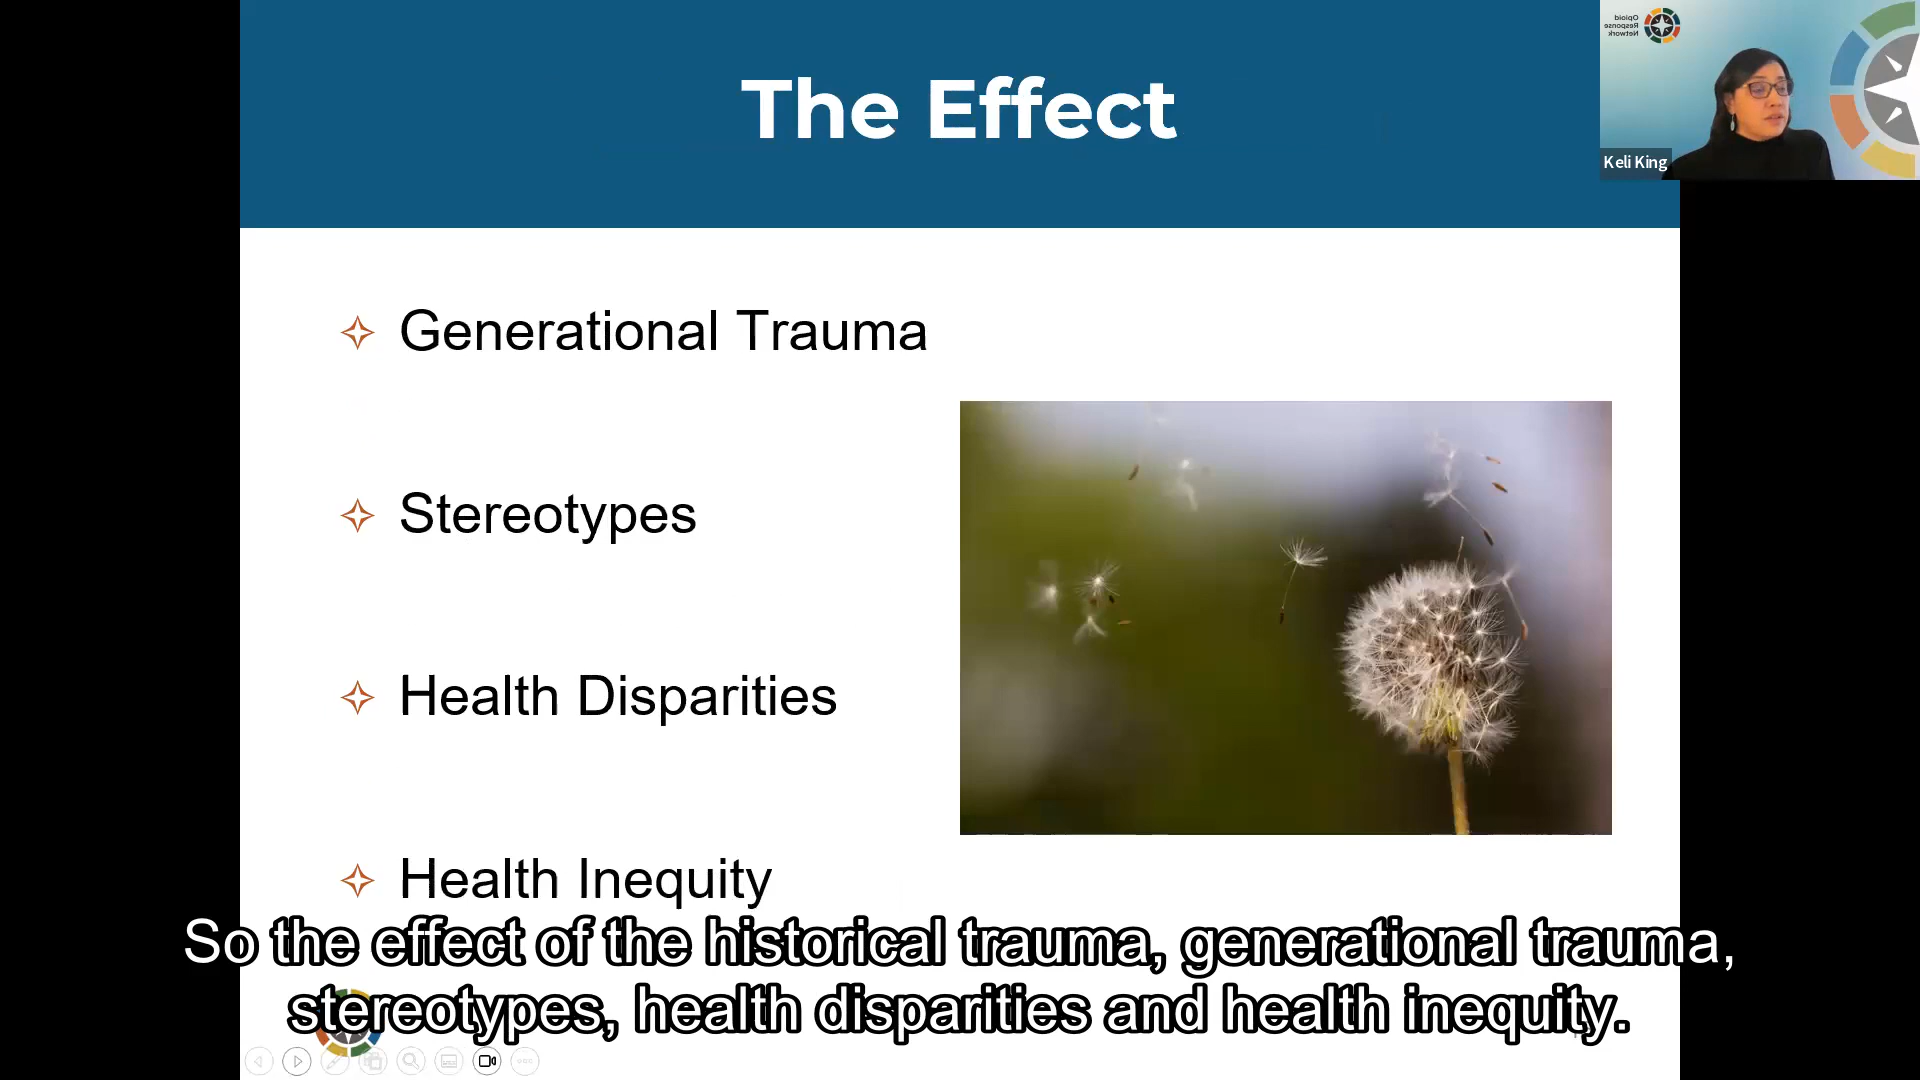 The Effect
Opioid
Response
Network
Keli King
Generational Trauma
Stereotypes
Health Disparities
Health Inequity
So the effect of the historical trauma, generational trauma,
stereotypes, health disparities and health inequity.